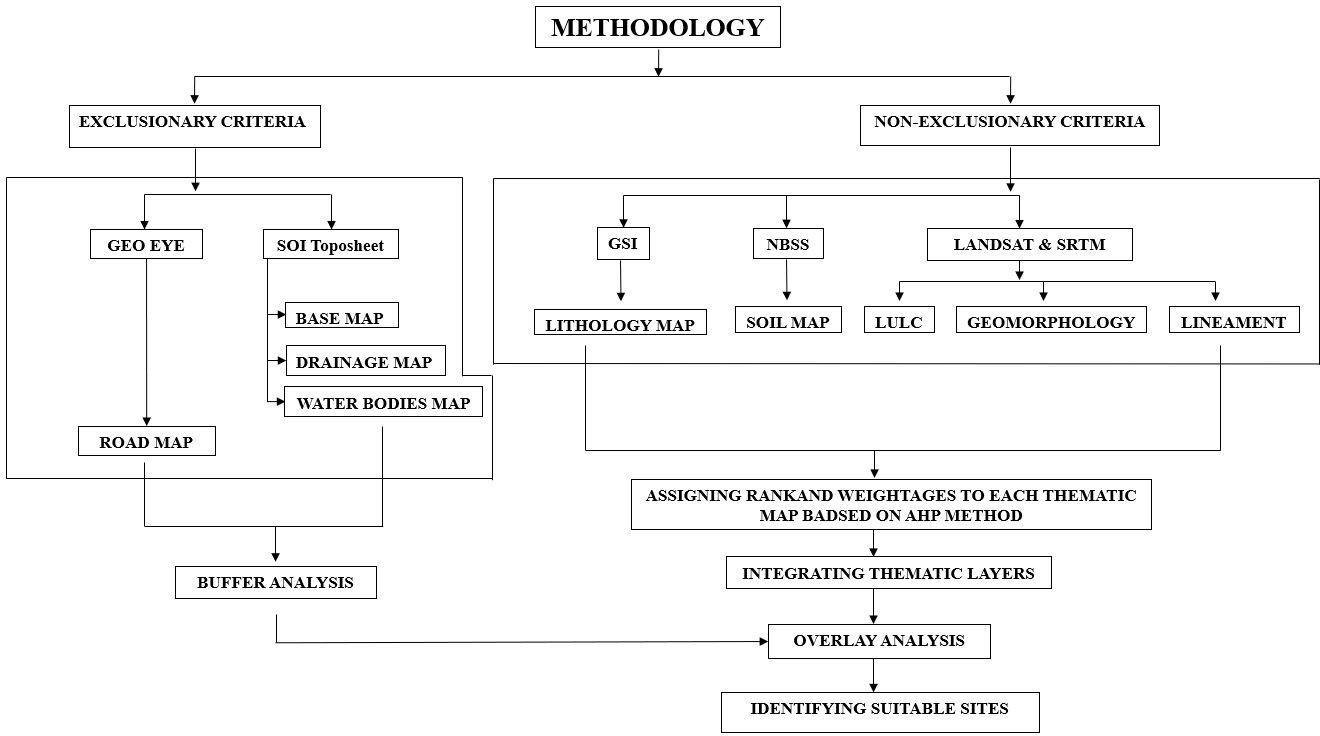 METHODOLOGY
EXCLUSIONARY CRITERIA
NON-EXCLUSIONARY CRITERIA
GEO EYE
SOI Toposheet
GSI
NBSS
LANDSAT & SRTM
BASE MAP
DRAINAGE MAP
WATER BODIES MAP
ROAD MAP
LITHOLOGY MAP
SOIL MAP
LULC
GEOMORPHOLOGY
LINEAMENT
ASSIGNING RANKAND WEIGHTAGES TO EACH THEMATIC
MAP BADSED ON AHP METHOD
BUFFER ANALYSIS
INTEGRATING THEMATIC LAYERS
OVERLAY ANALYSIS
IDENTIFYING SUITABLE SITES